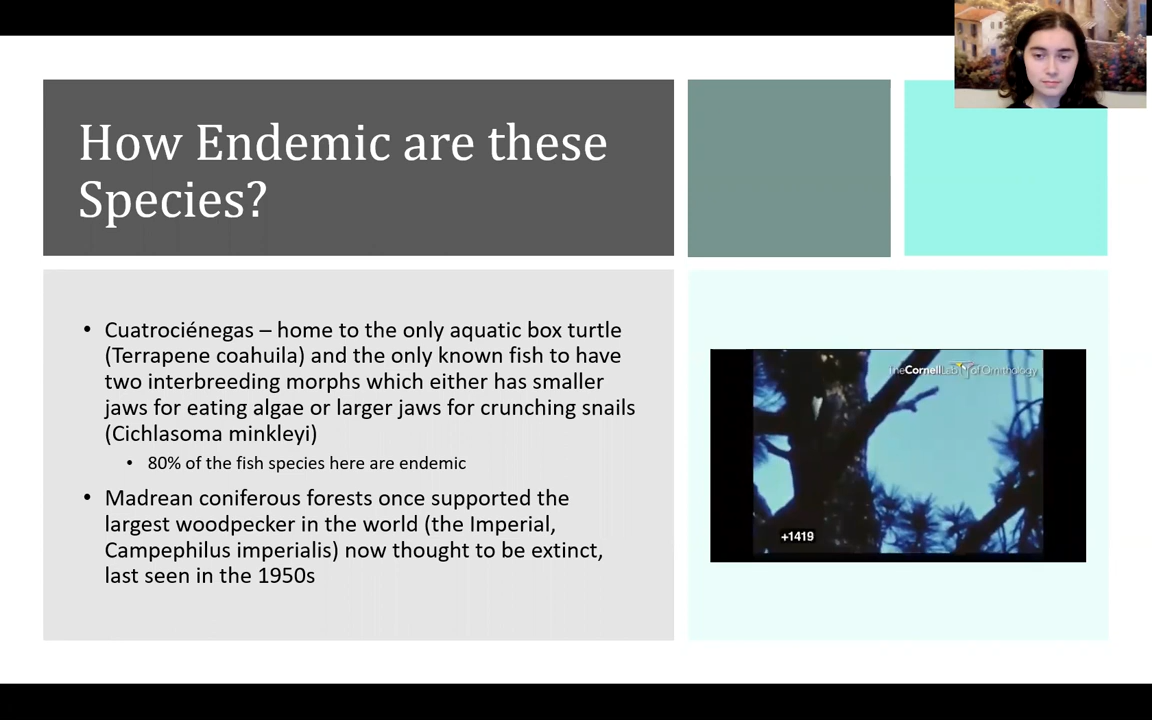 How Endemic are these
Species?
• Cuatrociénegas – home to the only aquatic box turtle
(Terrapene coahuila) and the only known fish to have
two interbreeding morphs which either has smaller
jaws for eating algae or larger jaws for crunching snails
(Cichlasoma minkleyi)
• 80% of the fish species here are endemic
• Madrean coniferous forests once supported the
largest woodpecker in the world (the Imperial,
Campephilus imperialis) now thought to be extinct,
last seen in the 1950s
TheCornellLab of Ornithology
+1419